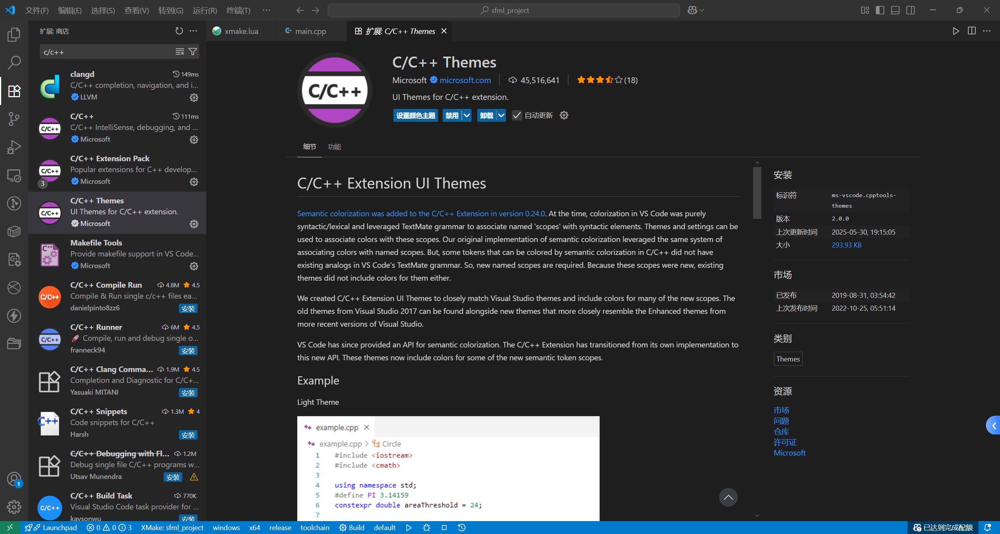 文件(F) 编辑(E) 选择(S) 查看(V) 转到(G) 运行(R) 终端(T) ··· sfml_project
扩展: 商店
c/c++
clangd 149ms
C/C++ completion, navigation, and i...
LLVM
C/C++ 111ms
C/C++ IntelliSense, debugging, and ...
Microsoft
C/C++ Extension Pack
Popular extensions for C++ develop...
3 Microsoft
C/C++ Themes
UI Themes for C/C++ extension.
Microsoft
Makefile Tools
Provide makefile support in VS Code...
Microsoft
C/C++ Compile Run 4.8M 4.5
Compile & Run single c/c++ files ea...
danielpinto8zz6 安装
C/C++ Runner 6M 4.5
🚀 Compile, run and debug single o...
franneck94 安装
C/C++ Clang Comma... 1.9M 4.5
Completion and Diagnostic for C/C+...
Yasuaki MITANI 安装
C/C++ Snippets 1.3M 4
Code snippets for C/C++
Harsh 安装
C/C++ Debugging with Fl... 1.2M
Debug single file C/C++ programs w...
Utsav Munendra 安装
C/C++ Build Task 770K
Visual Studio Code task provider for ...
kaysonwu 安装
1
xmake.lua main.cpp 扩展: C/C++ Themes
C/C++
C/C++ Themes
Microsoft microsoft.com 45,516,641 (18)
UI Themes for C/C++ extension.
设置颜色主题 禁用 卸载 自动更新
细节 功能
C/C++ Extension UI Themes
Semantic colorization was added to the C/C++ Extension in version 0.24.0. At the time, colorization in VS Code was purely
syntactic/lexical and leveraged TextMate grammar to associate named 'scopes' with syntactic elements. Themes and settings can be
used to associate colors with these scopes. Our original implementation of semantic colorization leveraged the same system of
associating colors with named scopes. But, some tokens that can be colored by semantic colorization in C/C++ did not have
existing analogs in VS Code's TextMate grammar. So, new named scopes are required. Because these scopes were new, existing
themes did not include colors for them either.
We created C/C++ Extension UI Themes to closely match Visual Studio themes and include colors for many of the new scopes. The
old themes from Visual Studio 2017 can be found alongside new themes that more closely resemble the Enhanced themes from
more recent versions of Visual Studio.
VS Code has since provided an API for semantic colorization. The C/C++ Extension has transitioned from its own implementation to
this new API. These themes now include colors for some of the new semantic token scopes.
Example
Light Theme
example.cpp
example.cpp > Circle
1 #include <iostream>
2 #include <cmath>
3
4 using namespace std;
5 #define PI 3.14159
6 constexpr double areaThreshold = 24;
7
安装
标识符 ms-vscode.cpptools-
themes
版本 2.0.0
上次更新时间 2025-05-30, 19:15:05
大小 293.93 KB
市场
已发布 2019-08-31, 03:54:42
上次发布时间 2022-10-25, 05:51:14
类别
Themes
资源
市场
问题
仓库
许可证
Microsoft
Launchpad 0 0 3 XMake: sfml_project windows x64 release toolchain Build default 已达到完成配额